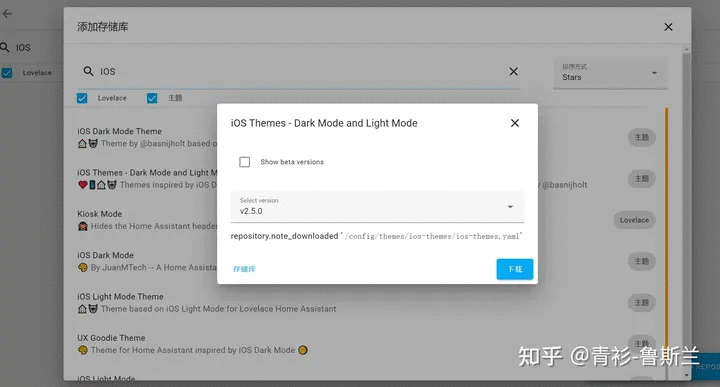 添加存储库
IOS
IOS
排序方式
Stars
Lovelace
Lovelace
主题
iOS Themes - Dark Mode and Light Mode
Show beta versions
Select version
v2.5.0
repository.note_downloaded '/config/themes/ios-themes/ios-themes.yaml'
存储库
下载
iOS Dark Mode Theme
Theme by @basnijholt based o
主题
iOS Themes - Dark Mode and Light M
Themes inspired by iOS D
by @basnijholt
主题
Kiosk Mode
Hides the Home Assistant header
Lovelace
iOS Dark Mode
By JuanMTech -- A Home Assista
主题
iOS Light Mode Theme
Theme based on iOS Light Mode for Lovelace Home Assistant
主题
UX Goodie Theme
Theme for Home Assistant inspired by iOS Dark Mode
主题
iOS Light Mode
REPOS
知乎 @青衫-鲁斯兰